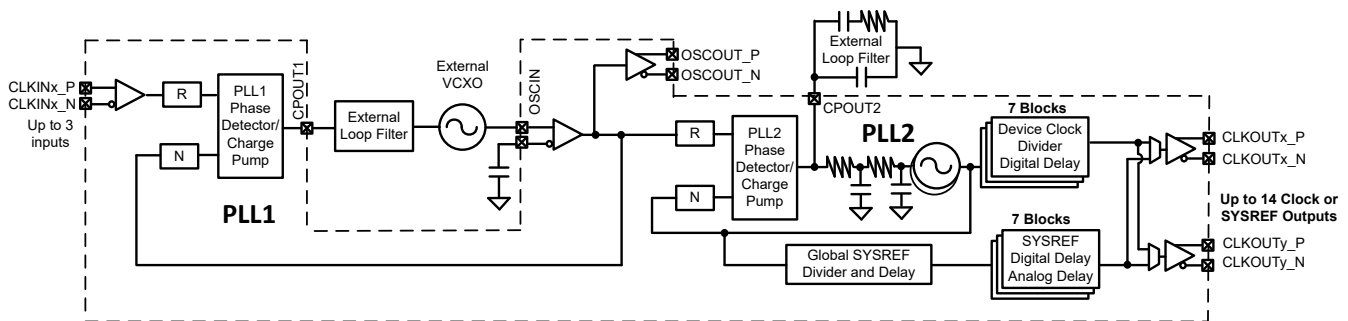 CLKINx_P
CLKINx_N
Up to 3
inputs
R
N
PLL1
Phase
Detector/
Charge
Pump
PLL1
CPOUT1
External
Loop Filter
External
VCXO
OSCIN
OSCOUT_P
OSCOUT_N
R
N
PLL2
Phase
Detector/
Charge
Pump
External
Loop Filter
CPOUT2
PLL2
7 Blocks
Device Clock
Divider
Digital Delay
CLKOUTx_P
CLKOUTx_N
Up to 14 Clock or
SYSREF Outputs
Global SYSREF
Divider and Delay
7 Blocks
SYSREF
Digital Delay
Analog Delay
CLKOUTy_P
CLKOUTy_N